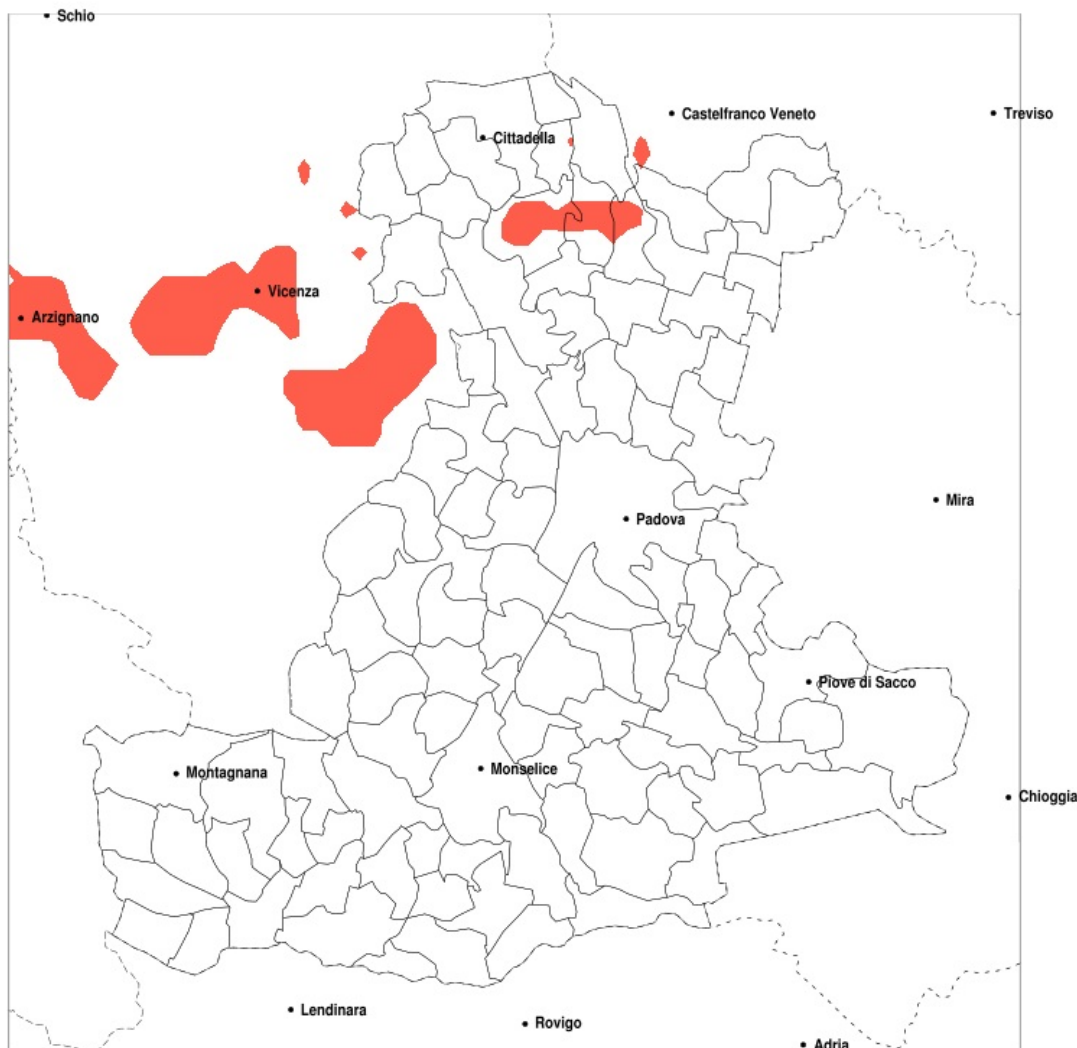 Schio
Castelfranco Veneto
Treviso
Cittadella
Vicenza
Arzignano
Mira
Padova
Piove di Sacco
Monselice
Montagnana
Chioggia
Lendinara
Rovigo
Adria